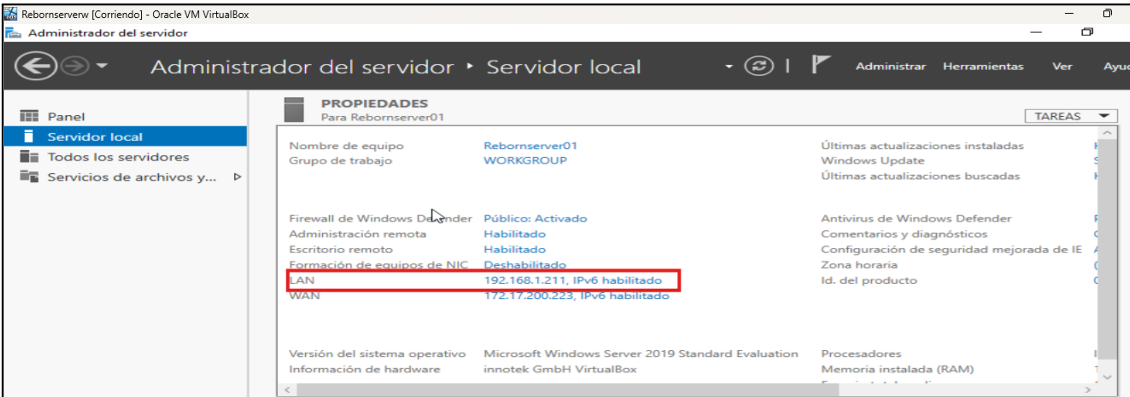 Rebornserverw [Corriendo] - Oracle VM VirtualBox
Administrador del servidor
Administrador del servidor ‣ Servidor local
Administrar Herramientas Ver
Panel
Servidor local
Todos los servidores
Servicios de archivos y...
PROPIEDADES
Para Rebornserver01
TAREAS
Nombre de equipo Rebornserver01 Últimas actualizaciones instaladas
Grupo de trabajo WORKGROUP Windows Update
Últimas actualizaciones buscadas
Firewall de Windows Defender Público: Activado Antivirus de Windows Defender
Administración remota Habilitado Comentarios y diagnósticos
Escritorio remoto Habilitado Configuración de seguridad mejorada de IE
Formación de equipos de NIC Deshabilitado Zona horaria
LAN 192.168.1.211, IPv6 habilitado Id. del producto
WAN 172.17.200.223, IPv6 habilitado
Versión del sistema operativo Microsoft Windows Server 2019 Standard Evaluation Procesadores
Información de hardware innotek GmbH VirtualBox Memoria instalada (RAM)